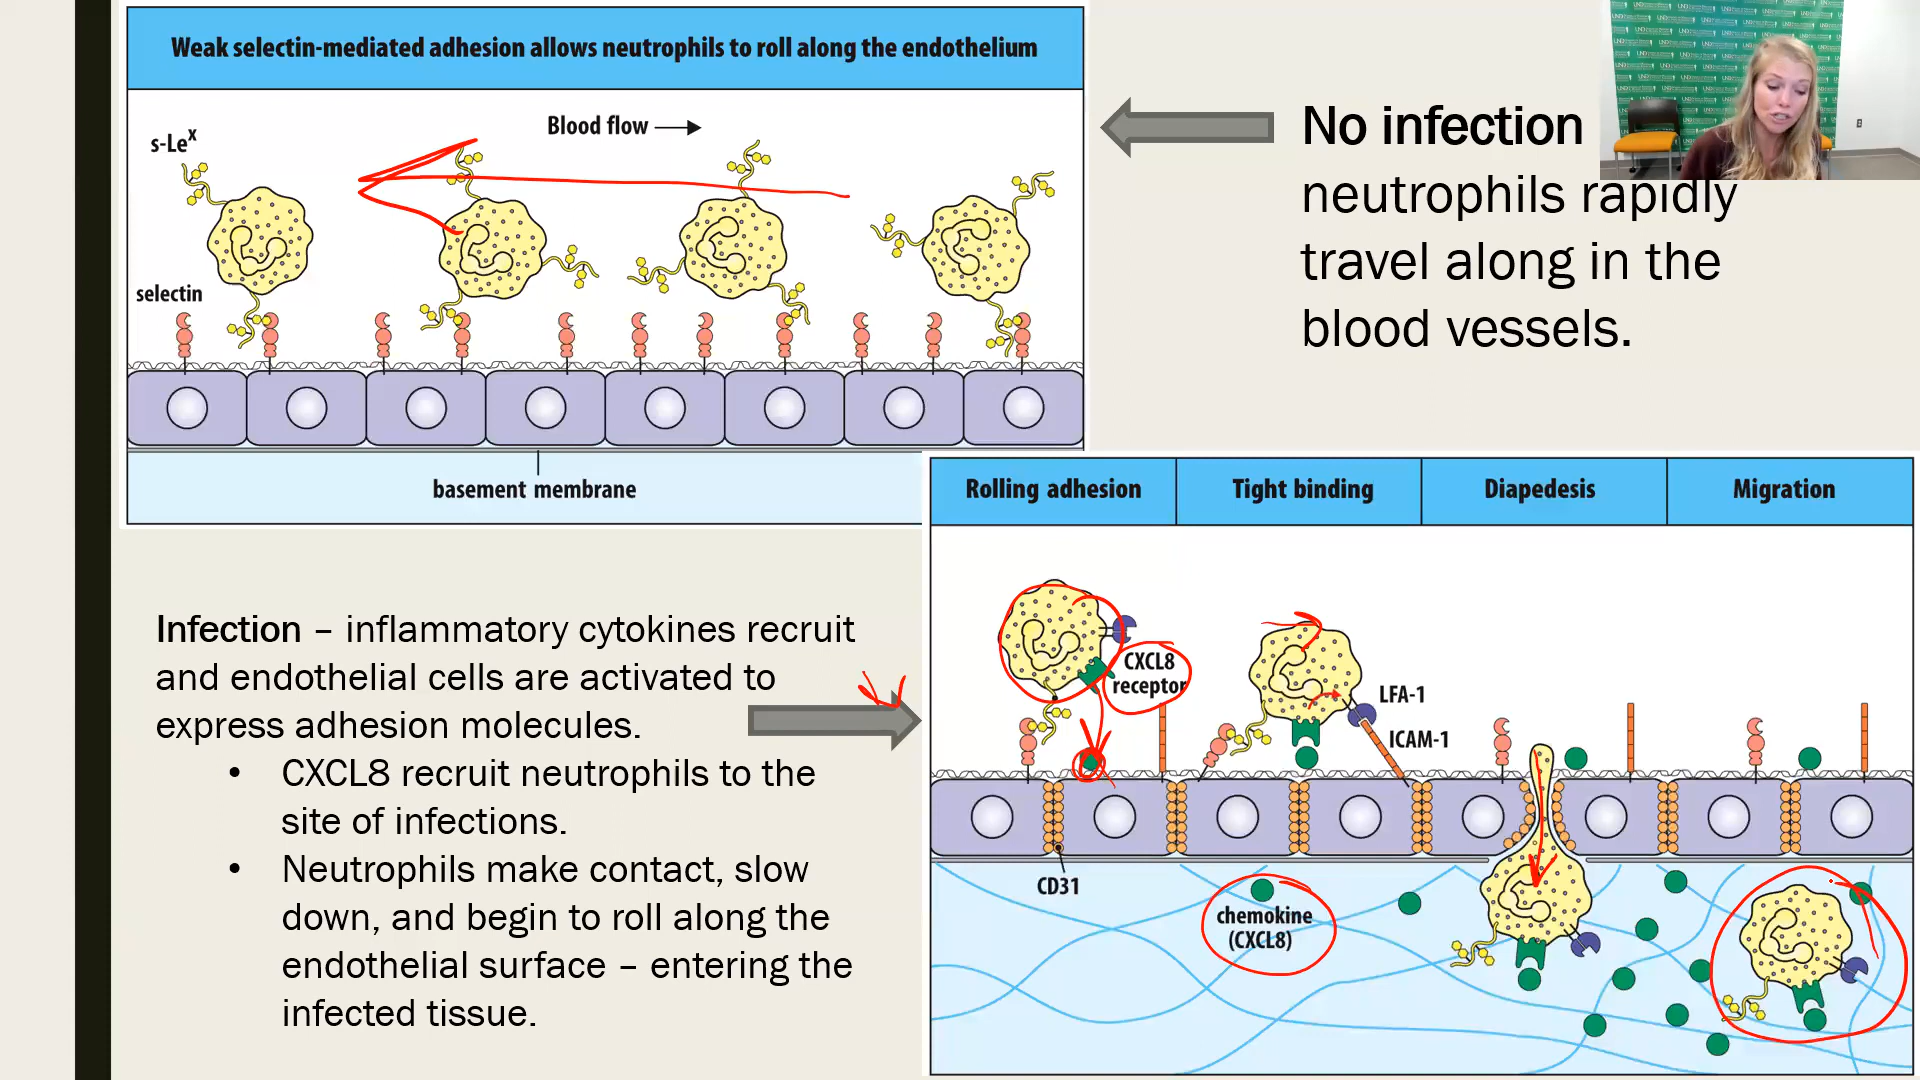 Weak selectin-mediated adhesion allows neutrophils to roll along the endothelium
s-Leˣ
Blood flow
selectin
basement membrane
No infection
neutrophils rapidly
travel along in the
blood vessels.
Infection – inflammatory cytokines recruit
and endothelial cells are activated to
express adhesion molecules.
• CXCL8 recruit neutrophils to the
site of infections.
• Neutrophils make contact, slow
down, and begin to roll along the
endothelial surface – entering the
infected tissue.
Rolling adhesion
Tight binding
Diapedesis
Migration
CXCL8
receptor
LFA-1
ICAM-1
CD31
chemokine
(CXCL8)